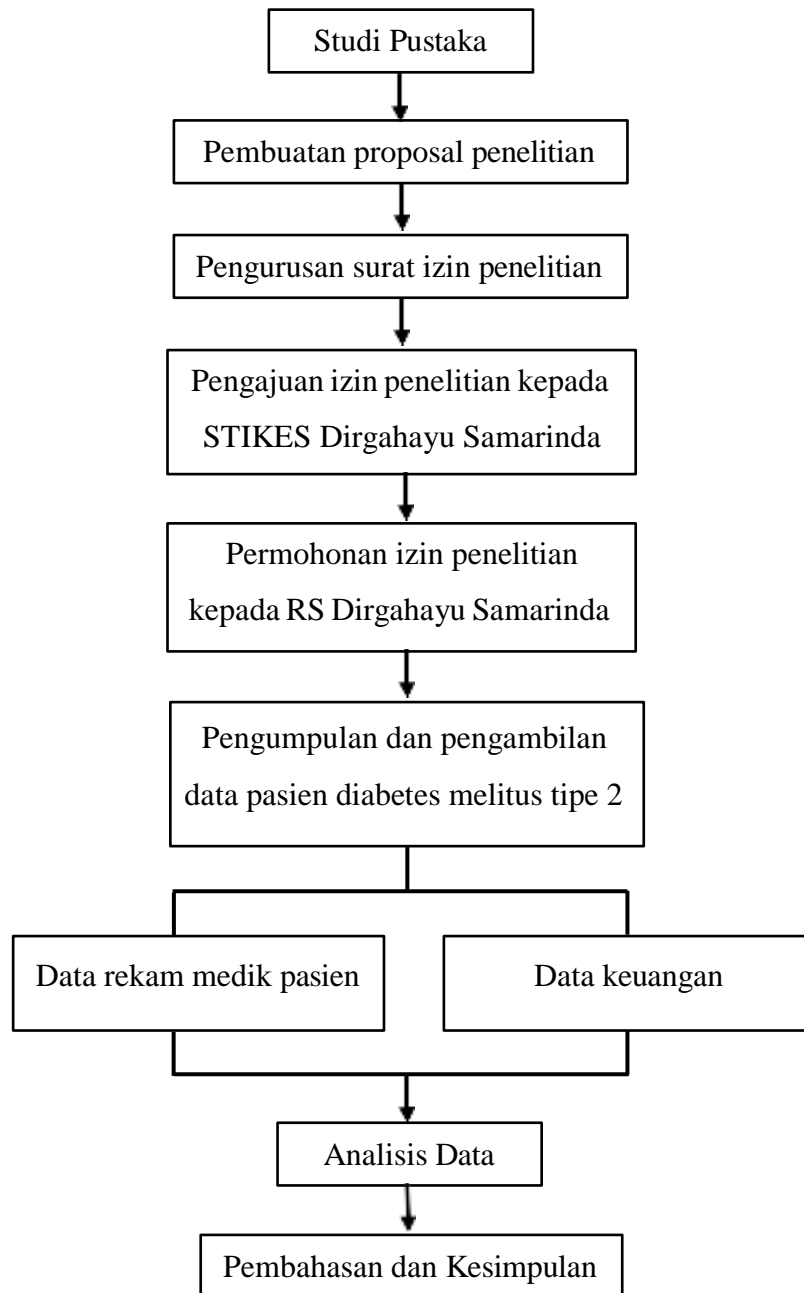 Studi Pustaka
Pembuatan proposal penelitian
Pengurusan surat izin penelitian
Pengajuan izin penelitian kepada
STIKES Dirgahayu Samarinda
Permohonan izin penelitian
kepada RS Dirgahayu Samarinda
Pengumpulan dan pengambilan
data pasien diabetes melitus tipe 2
Data rekam medik pasien
Data keuangan
Analisis Data
Pembahasan dan Kesimpulan